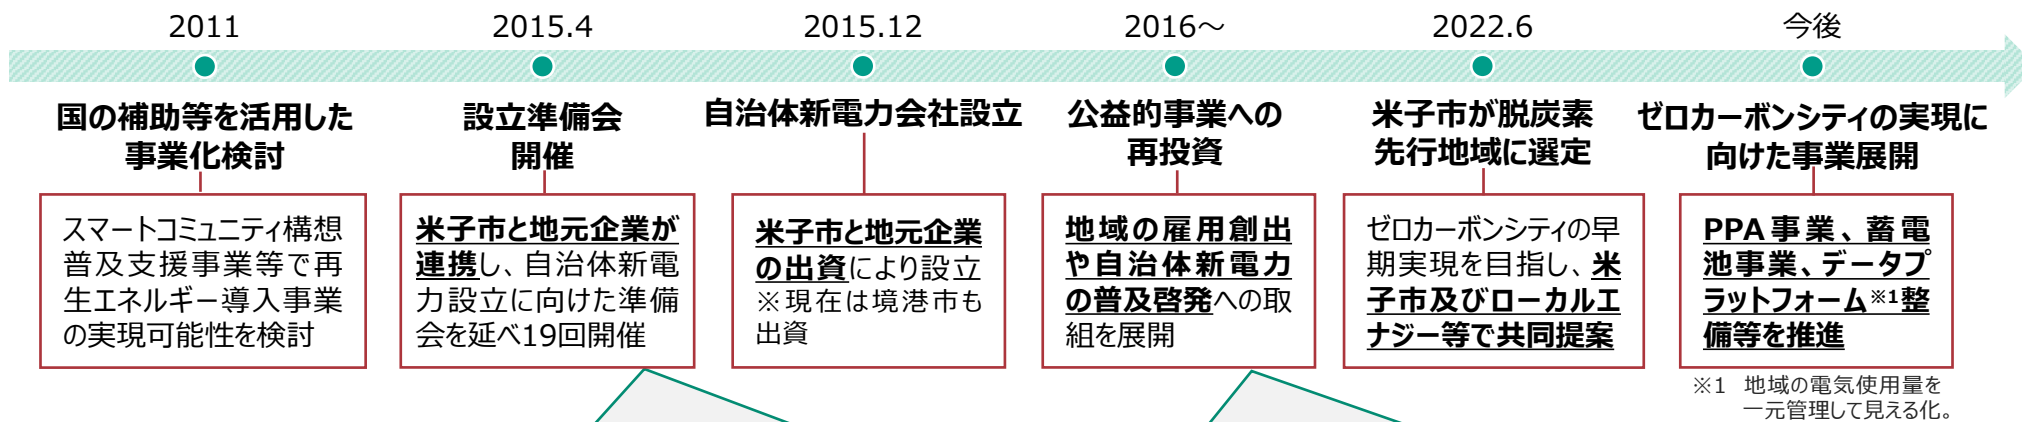 2011
2015.4
2015.12
2016～
2022.6
今後
国の補助等を活用した
事業化検討
設立準備会
開催
自治体新電力会社設立
公益的事業への
再投資
米子市が脱炭素
先行地域に選定
ゼロカーボンシティの実現に
向けた事業展開
スマートコミュニティ構想
普及支援事業等で再
生エネルギー導入事業
の実現可能性を検討
米子市と地元企業が
連携し、自治体新電
力設立に向けた準備
会を延べ19回開催
米子市と地元企業
の出資により設立
※現在は境港市も
出資
地域の雇用創出
や自治体新電力
の普及啓発への取
組を展開
ゼロカーボンシティの早
期実現を目指し、米
子市及びローカルエ
ナジー等で共同提案
PPA事業、蓄電
池事業、データプ
ラットフォーム※1整
備等を推進
※1 地域の電気使用量を
一元管理して見える化。